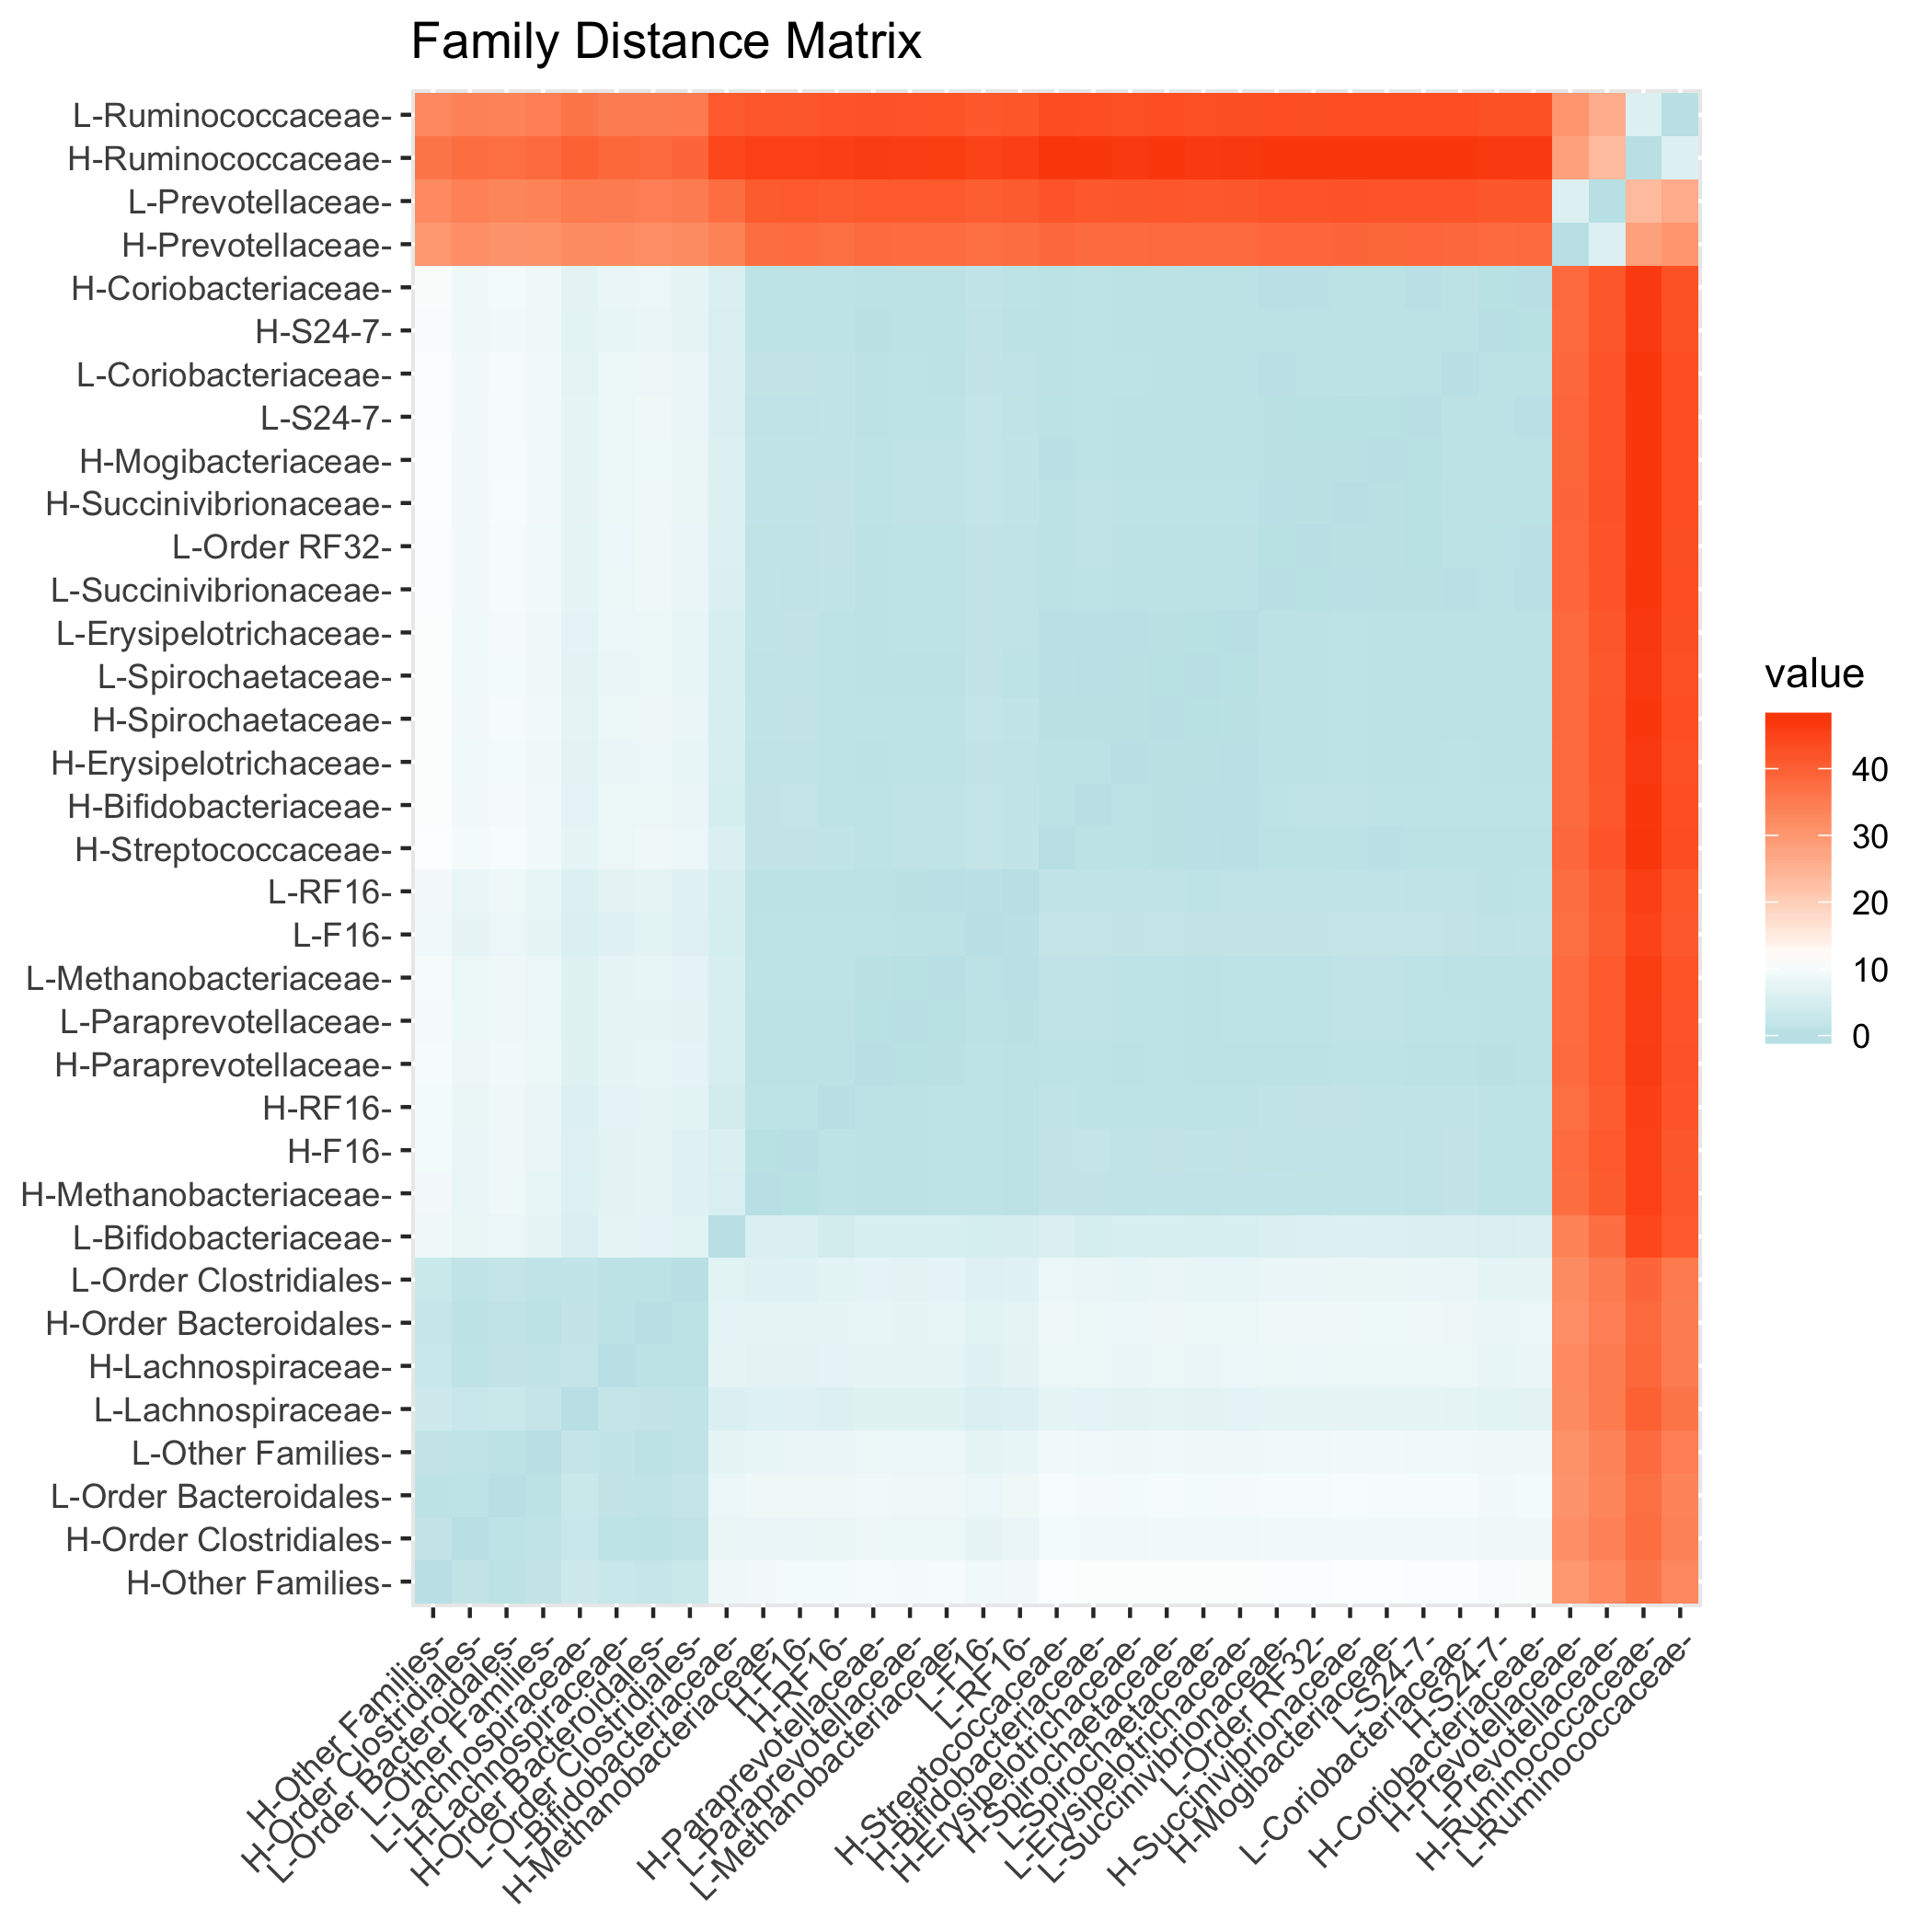 Family Distance Matrix
L-Ruminococcaceae-
H-Ruminococcaceae-
L-Prevotellaceae-
H-Prevotellaceae-
H-Coriobacteriaceae-
H-S24-7-
L-Coriobacteriaceae-
L-S24-7-
H-Mogibacteriaceae-
H-Succinivibrionaceae-
L-Order RF32-
L-Succinivibrionaceae-
L-Erysipelotrichaceae-
L-Spirochaetaceae-
H-Spirochaetaceae-
H-Erysipelotrichaceae-
H-Bifidobacteriaceae-
H-Streptococcaceae-
L-RF16-
L-F16-
L-Methanobacteriaceae-
L-Paraprevotellaceae-
H-Paraprevotellaceae-
H-RF16-
H-F16-
H-Methanobacteriaceae-
L-Bifidobacteriaceae-
L-Order Clostridiales-
H-Order Bacteroidales-
H-Lachnospiraceae-
L-Lachnospiraceae-
L-Other Families-
L-Order Bacteroidales-
H-Order Clostridiales-
H-Other Families-
H-Other Families-
H-Order Clostridiales-
L-Order Bacteroidales-
L-Other Families-
L-Lachnospiraceae-
H-Lachnospiraceae-
H-Order Bacteroidales-
L-Order Clostridiales-
L-Bifidobacteriaceae-
H-Methanobacteriaceae-
H-F16-
H-RF16-
H-Paraprevotellaceae-
L-Paraprevotellaceae-
L-Methanobacteriaceae-
L-F16-
L-RF16-
H-Streptococcaceae-
H-Bifidobacteriaceae-
H-Erysipelotrichaceae-
H-Spirochaetaceae-
L-Spirochaetaceae-
L-Erysipelotrichaceae-
L-Succinivibrionaceae-
L-Order RF32-
H-Succinivibrionaceae-
H-Mogibacteriaceae-
L-S24-7-
L-Coriobacteriaceae-
H-S24-7-
H-Coriobacteriaceae-
H-Prevotellaceae-
L-Prevotellaceae-
H-Ruminococcaceae-
L-Ruminococcaceae-
value
40
30
20
10
0